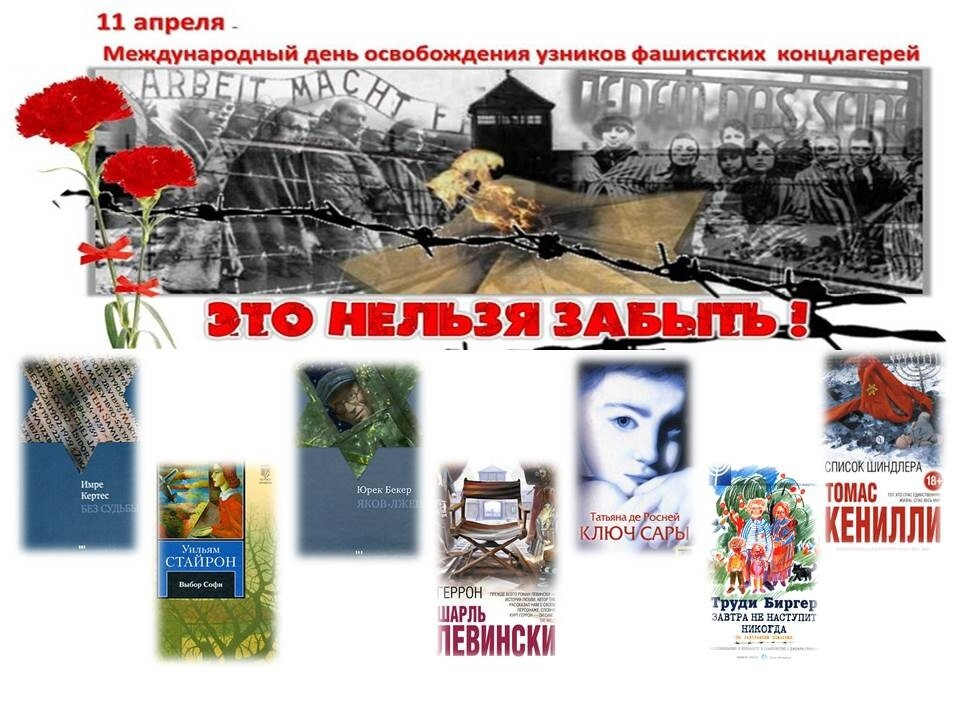 11 апреля -
Международный день освобождения узников фашистских концлагерей
ARBEIT MACHT F
JEDEM DAS SEINE
ЭТО НЕЛЬЗЯ ЗАБЫТЬ !
Имре
Кертес
БЕЗ СУДЬБЫ
Уильям
СТАЙРОН
Выбор Софи
Юрек Бекер
ЯКОВ-ЛЖЕ
ГЕРРОН
ШАРЛЬ
ЛЕВИНСКИ
Татьяна де Росней
КЛЮЧ САРЫ
Труди Биргер
ЗАВТРА НЕ НАСТУПИТ
НИКОГДА
СПИСОК ШИНДЛЕРА
18+
ТОМАС
КЕНИЛЛИ